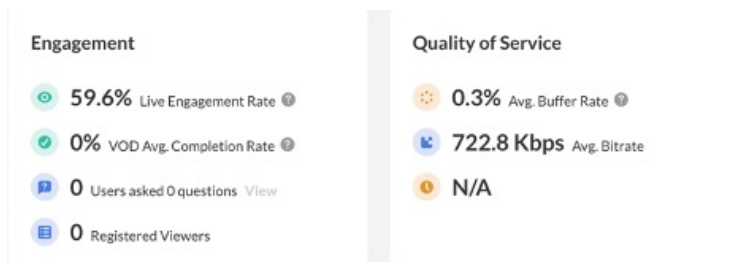 Engagement
59.6% Live Engagement Rate ?
0% VOD Avg. Completion Rate ?
0 Users asked 0 questions View
0 Registered Viewers
Quality of Service
0.3% Avg. Buffer Rate ?
722.8 Kbps Avg. Bitrate
N/A